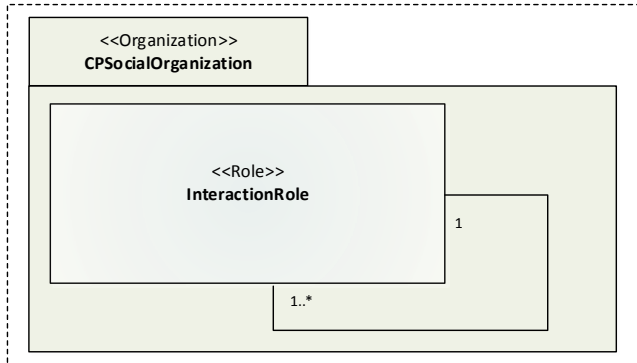 <<Organization>>
CPSocialOrganization
<<Role>>
InteractionRole
1
1..*